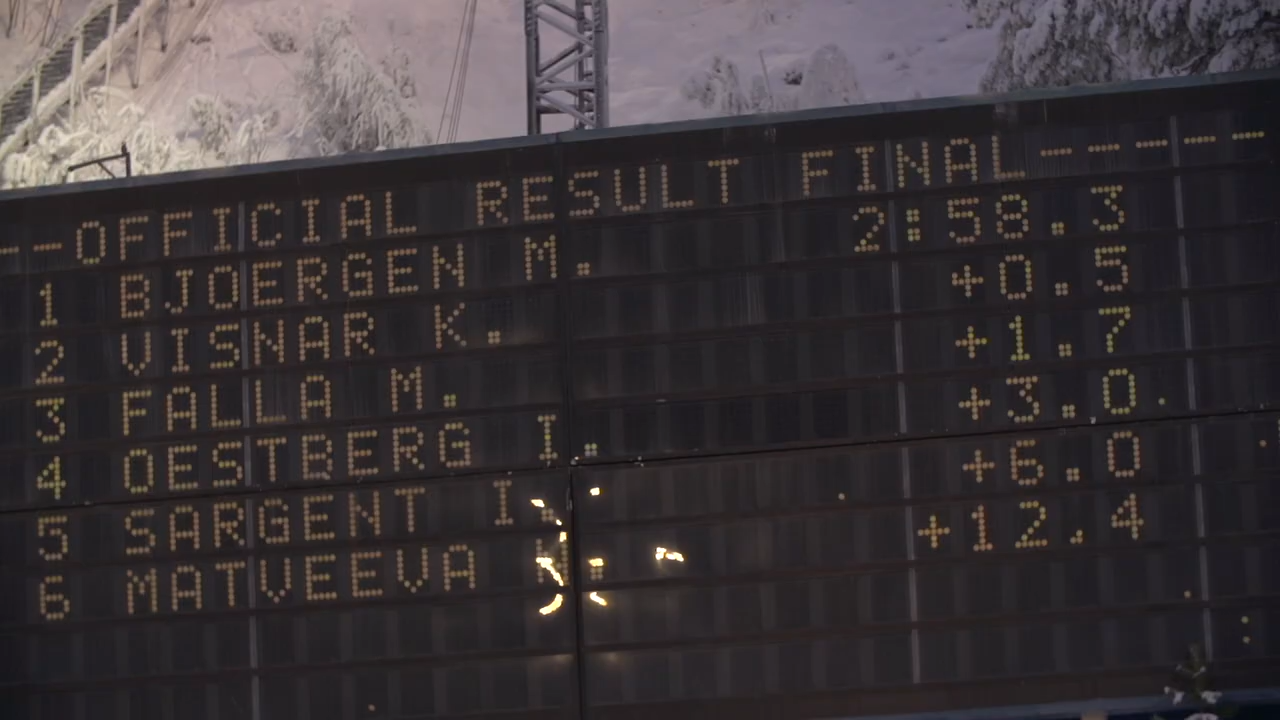 --OFFICIAL RESULT FINAL-----
1 BJOERGEN M. 2:58.3
2 VISNAR K. +0.5
3 FALLA M. +1.7
4 OESTBERG I. +3.0
5 SARGENT I. +6.0
6 MATVEEVA N. +12.4